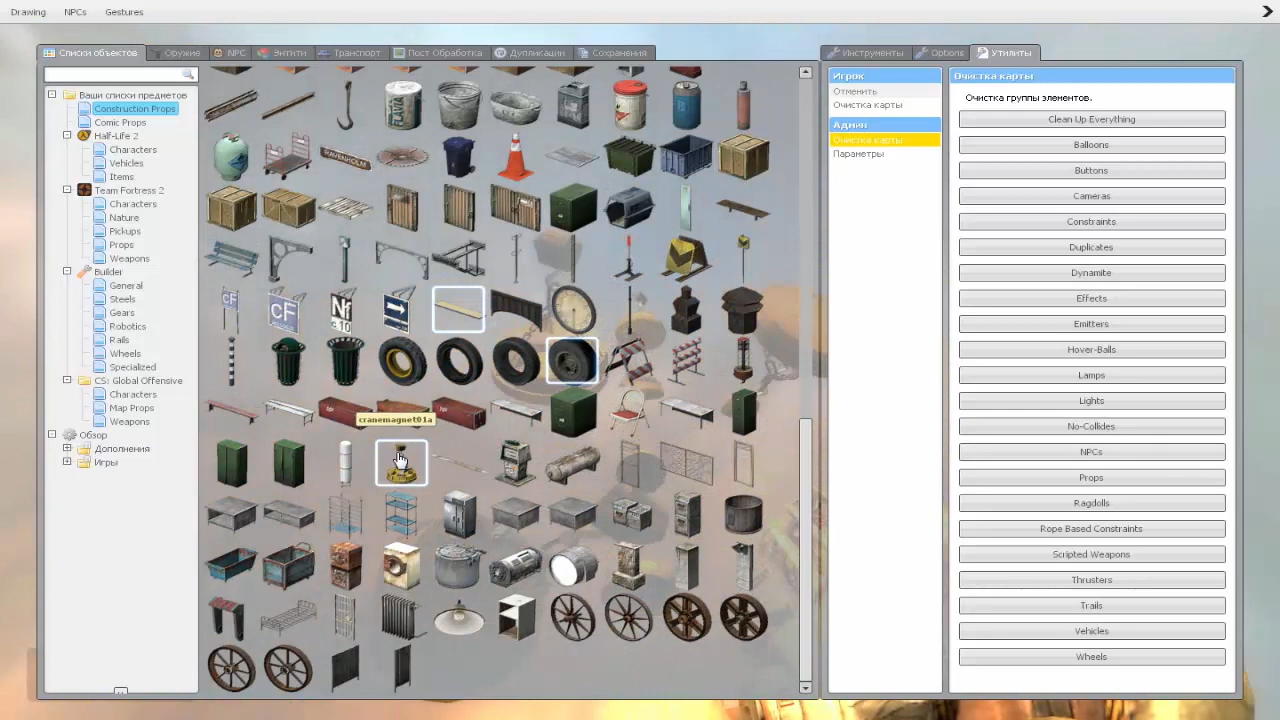 Drawing NPCs Gestures
Списки объектов Оружие NPC Энтити Транспорт Пост Обработка Дупликации Сохранения
Инструменты Options Утилиты
Ваши списки предметов
Construction Props
Comic Props
Half-Life 2
Characters
Vehicles
Items
Team Fortress 2
Characters
Nature
Pickups
Props
Weapons
Builder
General
Steels
Gears
Robotics
Rails
Wheels
Specialized
CS: Global Offensive
Characters
Map Props
Weapons
Обзор
Дополнения
Игры
RAVENHOLM
CF
CF
cranemagnet01a
Игрок
Отменить
Очистка карты
Админ
Очистка карты
Параметры
Очистка карты
Очистка группы элементов.
Clean Up Everything
Balloons
Buttons
Cameras
Constraints
Duplicates
Dynamite
Effects
Emitters
Hover-Balls
Lamps
Lights
No-Collides
NPCs
Props
Ragdolls
Rope Based Constraints
Scripted Weapons
Thrusters
Trails
Vehicles
Wheels